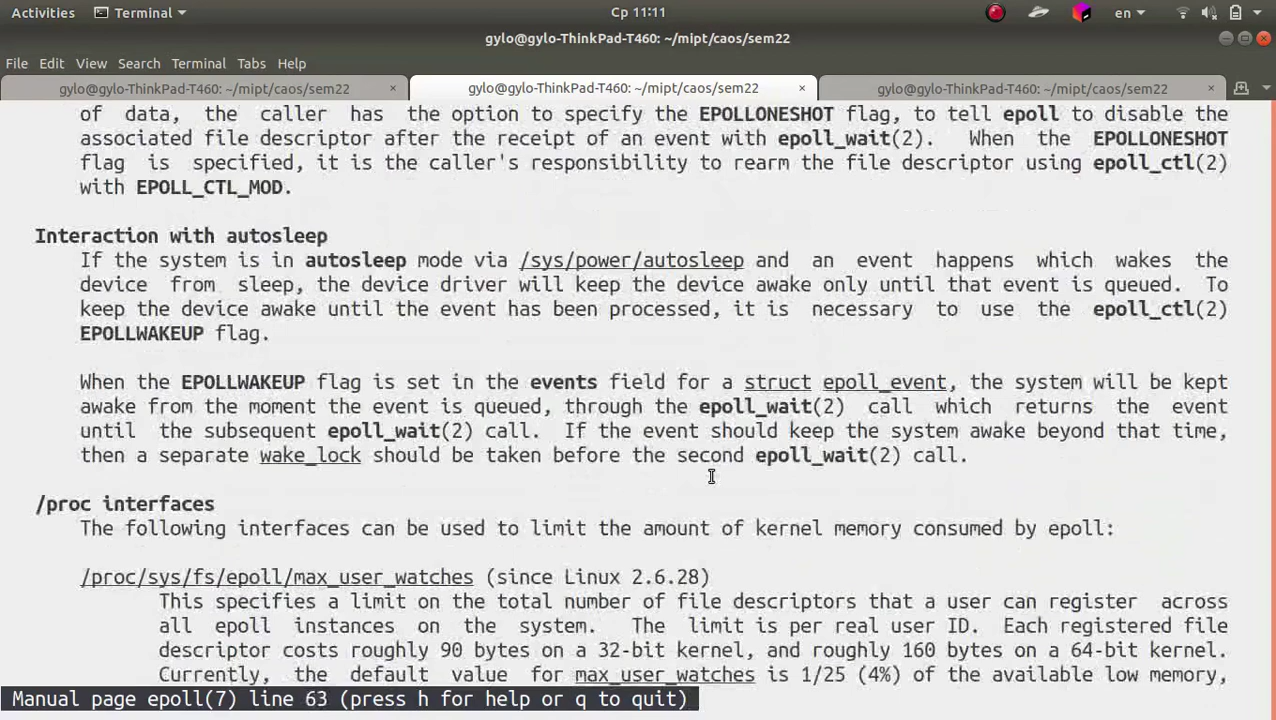 Activities Terminal Ср 11:11 en
gylo@gylo-ThinkPad-T460: ~/mipt/caos/sem22
File Edit View Search Terminal Tabs Help
gylo@gylo-ThinkPad-T460: ~/mipt/caos/sem22 × gylo@gylo-ThinkPad-T460: ~/mipt/caos/sem22 × gylo@gylo-ThinkPad-T460: ~/mipt/caos/sem22 ×
of data, the caller has the option to specify the EPOLLONESHOT flag, to tell epoll to disable the
associated file descriptor after the receipt of an event with epoll_wait(2). When the EPOLLONESHOT
flag is specified, it is the caller's responsibility to rearm the file descriptor using epoll_ctl(2)
with EPOLL_CTL_MOD.
Interaction with autosleep
If the system is in autosleep mode via /sys/power/autosleep and an event happens which wakes the
device from sleep, the device driver will keep the device awake only until that event is queued. To
keep the device awake until the event has been processed, it is necessary to use the epoll_ctl(2)
EPOLLWAKEUP flag.
When the EPOLLWAKEUP flag is set in the events field for a struct epoll_event, the system will be kept
awake from the moment the event is queued, through the epoll_wait(2) call which returns the event
until the subsequent epoll_wait(2) call. If the event should keep the system awake beyond that time,
then a separate wake_lock should be taken before the second epoll_wait(2) call.
/proc interfaces
The following interfaces can be used to limit the amount of kernel memory consumed by epoll:
/proc/sys/fs/epoll/max_user_watches (since Linux 2.6.28)
This specifies a limit on the total number of file descriptors that a user can register across
all epoll instances on the system. The limit is per real user ID. Each registered file
descriptor costs roughly 90 bytes on a 32-bit kernel, and roughly 160 bytes on a 64-bit kernel.
Currently, the default value for max_user_watches is 1/25 (4%) of the available low memory,
Manual page epoll(7) line 63 (press h for help or q to quit)